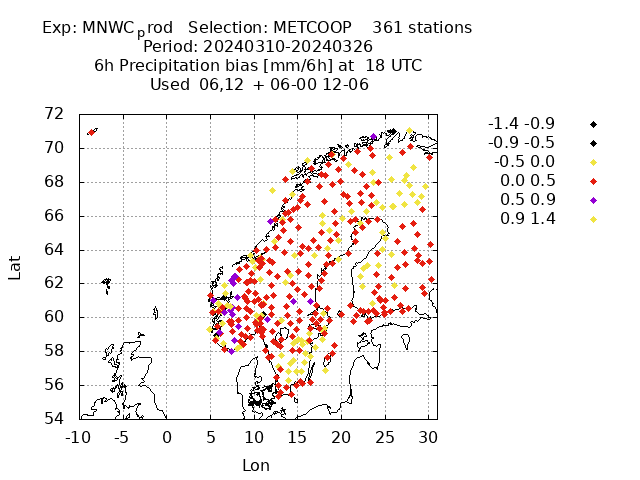 Exp: MNWC_prod   Selection: METCOOP    361 stations
Period: 20240310-20240326
6h Precipitation bias [mm/6h] at  18 UTC
Used  06,12  + 06-00 12-06
-1.4 -0.9
-0.9 -0.5
-0.5 0.0
0.0 0.5
0.5 0.9
0.9 1.4
72
70
68
66
64
62
60
58
56
54
Lat
-10 -5 0 5 10 15 20 25 30
Lon